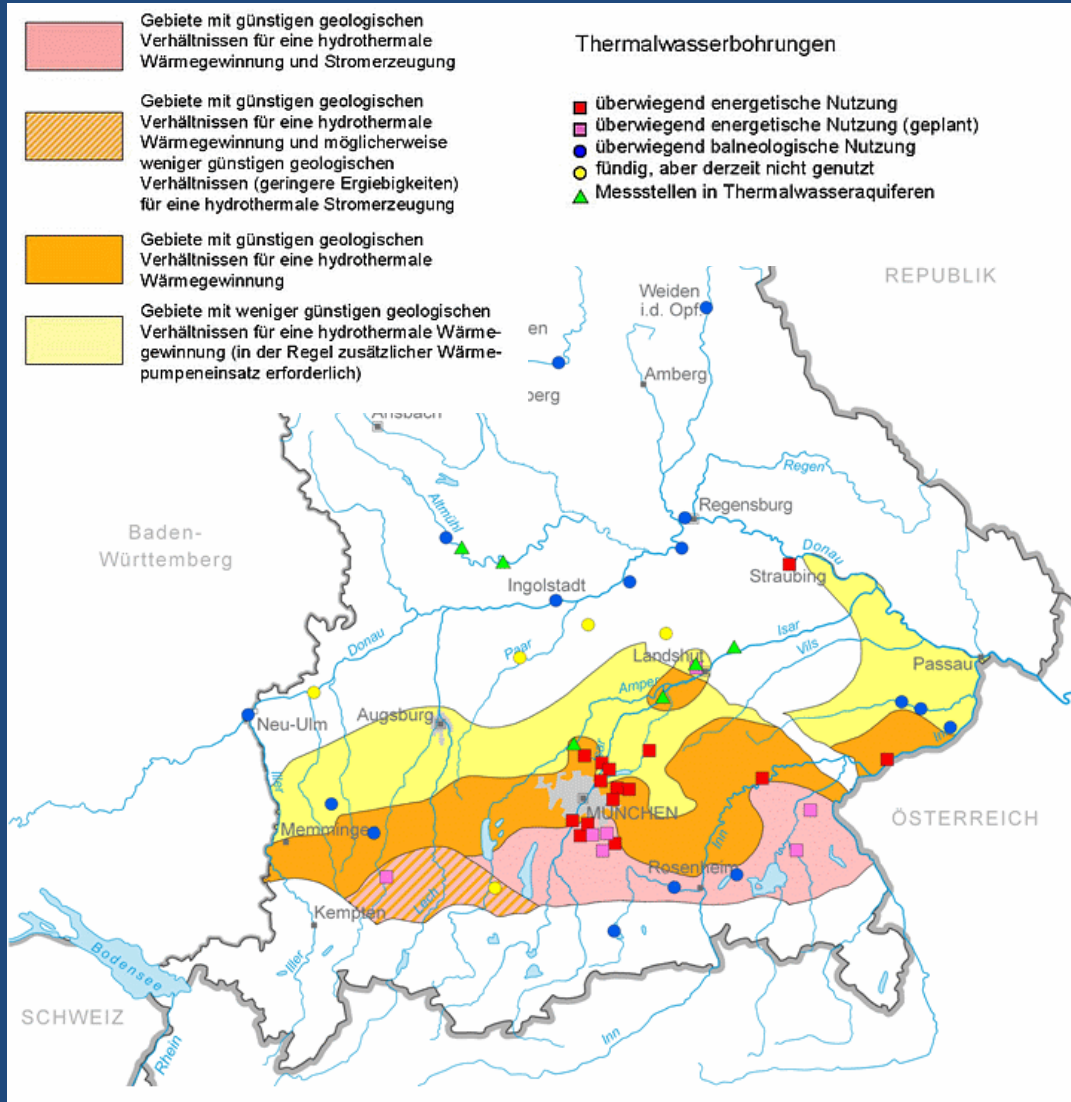 Gebiete mit günstigen geologischen
Verhältnissen für eine hydrothermale
Wärmegewinnung und Stromerzeugung
Gebiete mit günstigen geologischen
Verhältnissen für eine hydrothermale
Wärmegewinnung und möglicherweise
weniger günstigen geologischen
Verhältnissen (geringere Ergiebigkeiten)
für eine hydrothermale Stromerzeugung
Gebiete mit günstigen geologischen
Verhältnissen für eine hydrothermale
Wärmegewinnung
Gebiete mit weniger günstigen geologischen
Verhältnissen für eine hydrothermale Wärme-
gewinnung (in der Regel zusätzlicher Wärme-
pumpeneinsatz erforderlich)
Thermalwasserbohrungen
überwiegend energetische Nutzung
überwiegend energetische Nutzung (geplant)
überwiegend balneologische Nutzung
fündig, aber derzeit nicht genutzt
Messstellen in Thermalwasseraquiferen
REPUBLIK
Weiden
i.d. Opf.
en
Amberg
berg
Ansbach
Regen
Altmühl
Regensburg
Baden-
Württemberg
Donau
Straubing
Ingolstadt
Donau
Isar
Paar
Vils
Landshut
Passau
Amper
Augsburg
Neu-Ulm
Inn
Iller
MÜNCHEN
ÖSTERREICH
Memminge
Inn
Rosenheim
Lech
Kempten
Iller
Bodensee
SCHWEIZ
Inn
Rhein